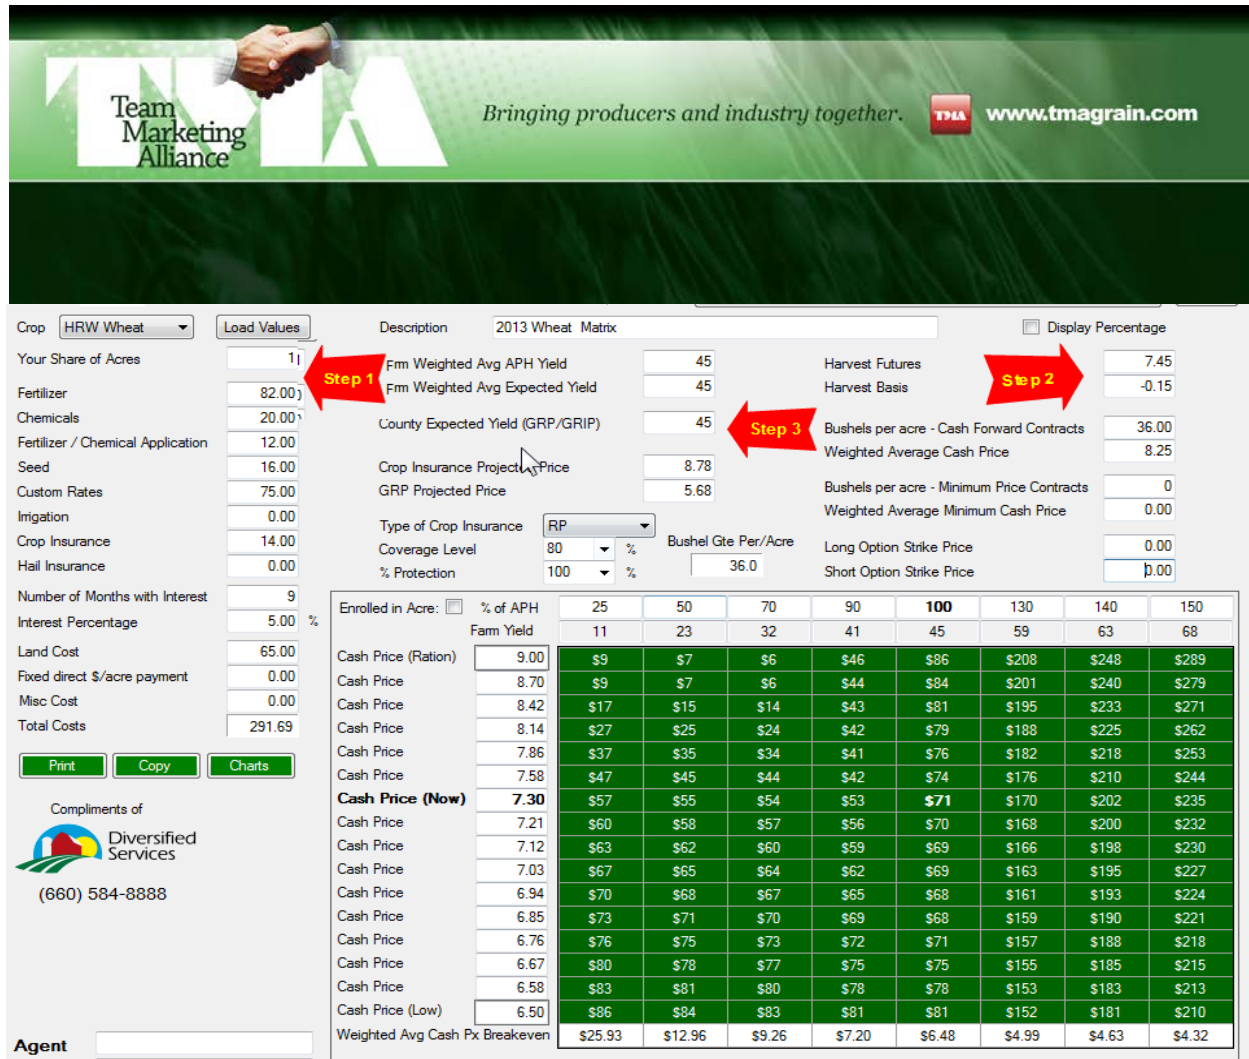 Team
Marketing
Alliance
Bringing producers and industry together.
TMA
www.tmagrain.com
Crop HRW Wheat Load Values Description 2013 Wheat Matrix Display Percentage
Your Share of Acres 1
Step 1
Frm Weighted Avg APH Yield 45
Harvest Futures 7.45
Step 2
Fertilizer 82.00
Frm Weighted Avg Expected Yield 45
Harvest Basis -0.15
Chemicals 20.00
County Expected Yield (GRP/GRIP) 45
Step 3
Bushels per acre - Cash Forward Contracts 36.00
Fertilizer / Chemical Application 12.00
Weighted Average Cash Price 8.25
Seed 16.00
Crop Insurance Projected Price 8.78
Custom Rates 75.00
GRP Projected Price 5.68
Bushels per acre - Minimum Price Contracts 0
Irrigation 0.00
Type of Crop Insurance RP
Weighted Average Minimum Cash Price 0.00
Crop Insurance 14.00
Coverage Level 80 %
Bushel Gte Per/Acre
36.0
Long Option Strike Price 0.00
Hail Insurance 0.00
% Protection 100 %
Short Option Strike Price 0.00
Number of Months with Interest 9
Interest Percentage 5.00 %
Land Cost 65.00
Fixed direct $/acre payment 0.00
Misc Cost 0.00
Total Costs 291.69
Print Copy Charts
Compliments of
Diversified
Services
(660) 584-8888
Agent
Enrolled in Acre: % of APH 25 50 70 90 100 130 140 150
Farm Yield 11 23 32 41 45 59 63 68
Cash Price (Ration) 9.00 $9 $7 $6 $46 $86 $208 $248 $289
Cash Price 8.70 $9 $7 $6 $44 $84 $201 $240 $279
Cash Price 8.42 $17 $15 $14 $43 $81 $195 $233 $271
Cash Price 8.14 $27 $25 $24 $42 $79 $188 $225 $262
Cash Price 7.86 $37 $35 $34 $41 $76 $182 $218 $253
Cash Price 7.58 $47 $45 $44 $42 $74 $176 $210 $244
Cash Price (Now) 7.30 $57 $55 $54 $53 $71 $170 $202 $235
Cash Price 7.21 $60 $58 $57 $56 $70 $168 $200 $232
Cash Price 7.12 $63 $62 $60 $59 $69 $166 $198 $230
Cash Price 7.03 $67 $65 $64 $62 $69 $163 $195 $227
Cash Price 6.94 $70 $68 $67 $65 $68 $161 $193 $224
Cash Price 6.85 $73 $71 $70 $69 $68 $159 $190 $221
Cash Price 6.76 $76 $75 $73 $72 $71 $157 $188 $218
Cash Price 6.67 $80 $78 $77 $75 $75 $155 $185 $215
Cash Price 6.58 $83 $81 $80 $78 $78 $153 $183 $213
Cash Price (Low) 6.50 $86 $84 $83 $81 $81 $152 $181 $210
Weighted Avg Cash Px Breakeven $25.93 $12.96 $9.26 $7.20 $6.48 $4.99 $4.63 $4.32